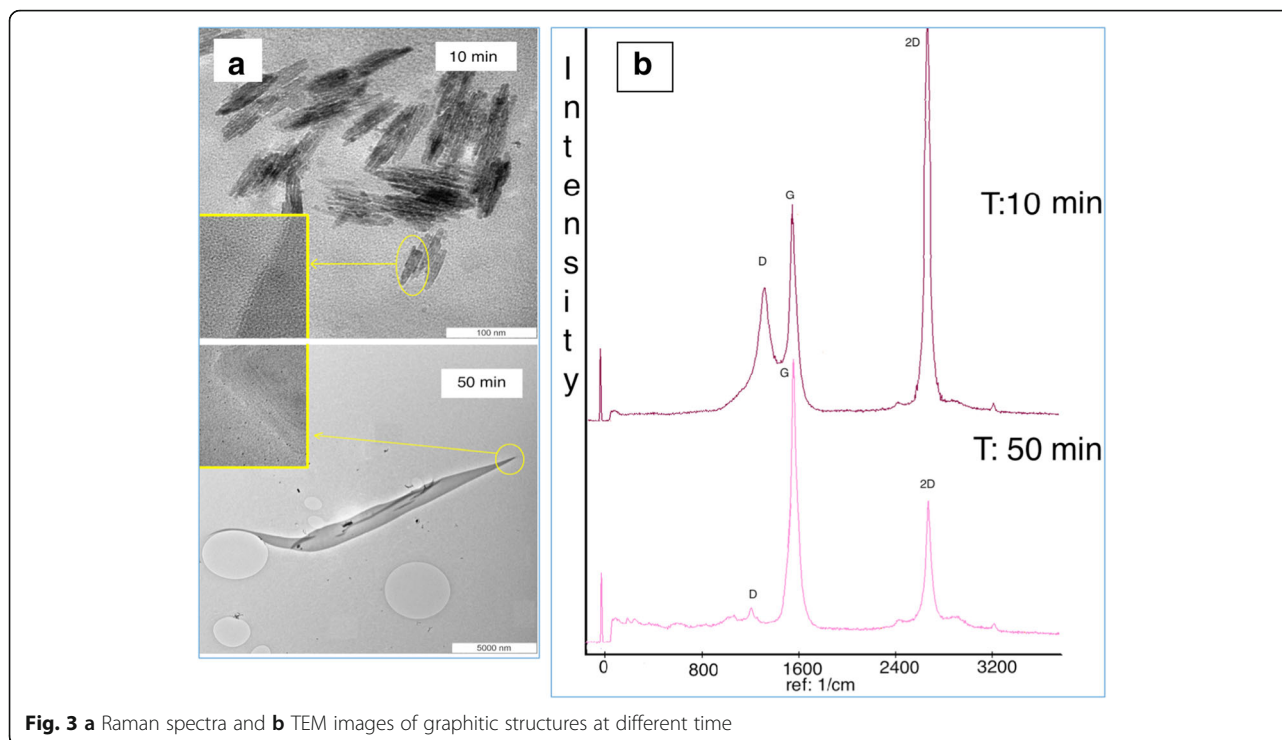 a
10 min
100 nm
50 min
5000 nm
b
Intensity
2D
G
D
T:10 min
G
T: 50 min
2D
D
0 800 1600 2400 3200
ref: 1/cm
Fig. 3 a Raman spectra and b TEM images of graphitic structures at different time